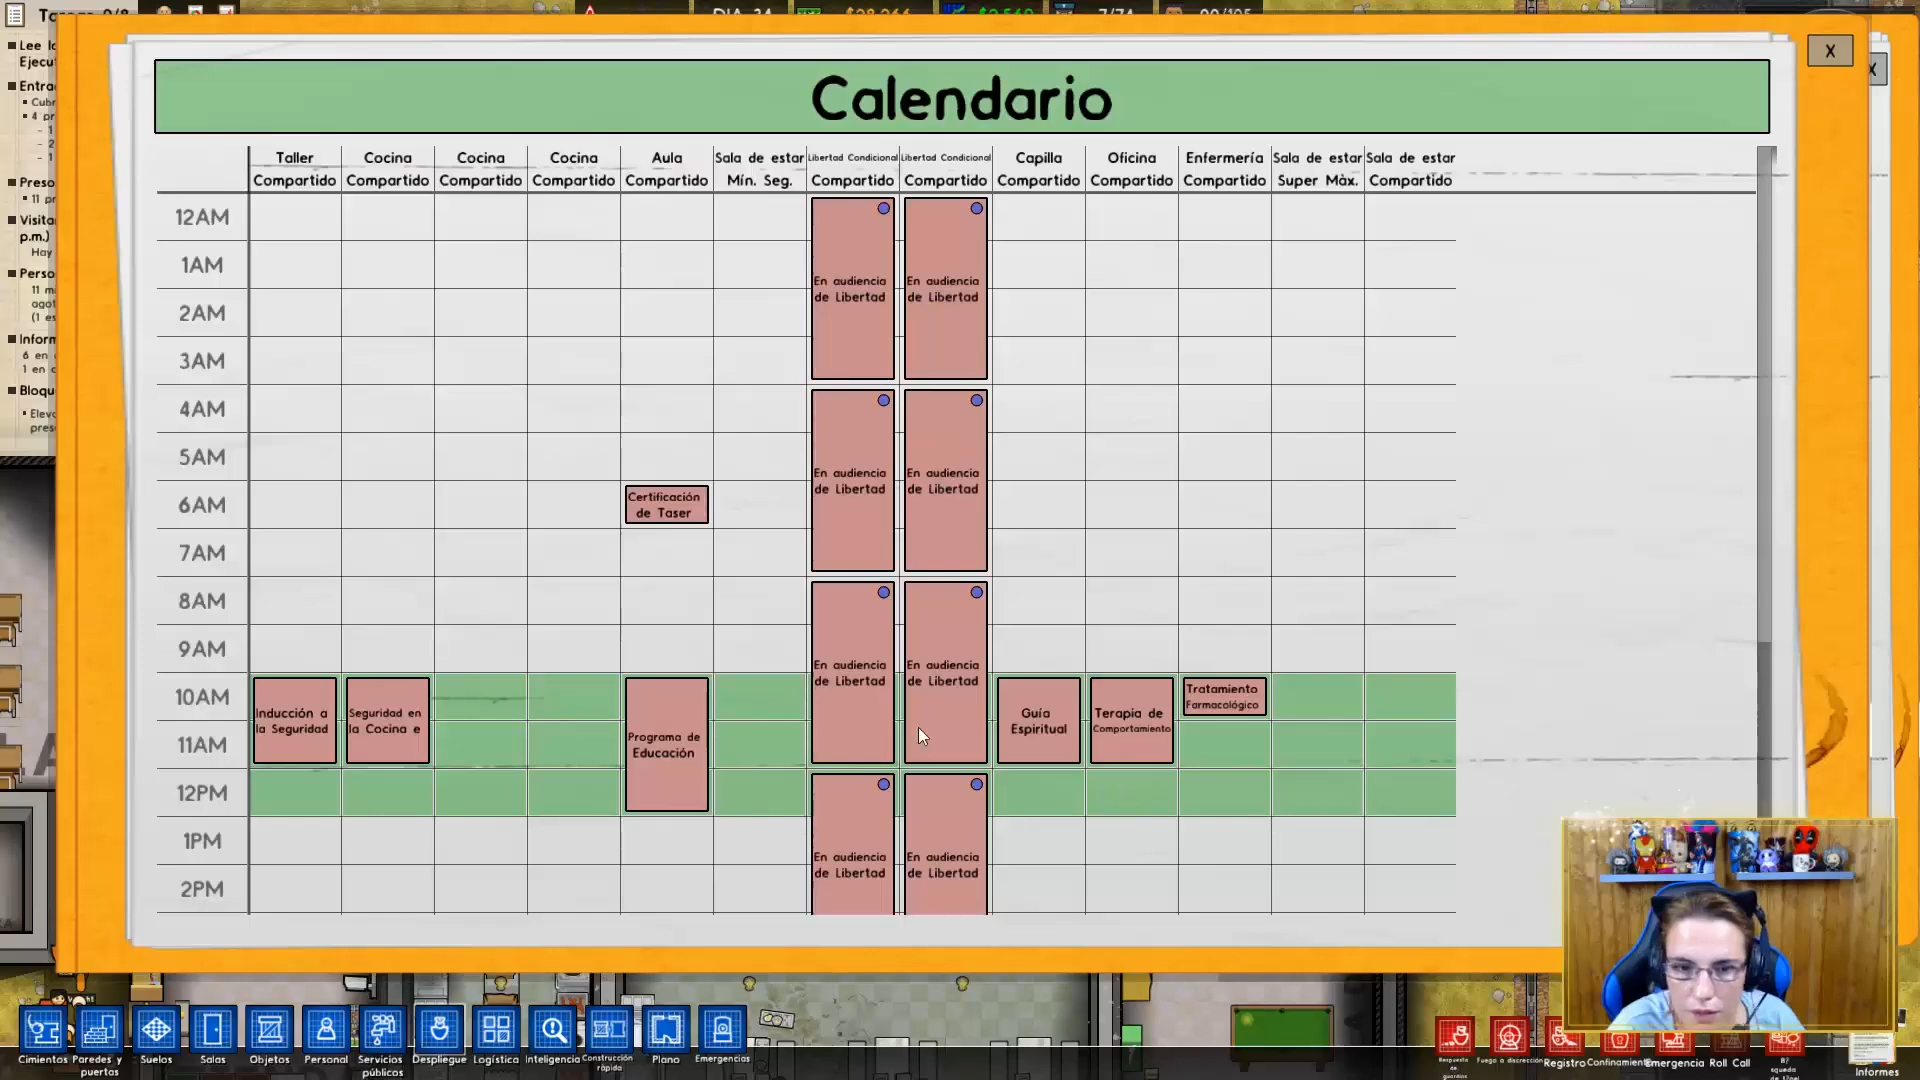 Calendario
X
X
Taller Compartido
Cocina Compartido
Cocina Compartido
Cocina Compartido
Aula Compartido
Sala de estar Mín. Seg.
Libertad Condicional Compartido
Libertad Condicional Compartido
Capilla Compartido
Oficina Compartido
Enfermería Compartido
Sala de estar Super Màx.
Sala de estar Compartido
12AM
1AM
2AM
3AM
4AM
5AM
6AM
7AM
8AM
9AM
10AM
11AM
12PM
1PM
2PM
En audiencia
de Libertad
En audiencia
de Libertad
En audiencia
de Libertad
En audiencia
de Libertad
Certificación
de Taser
En audiencia
de Libertad
En audiencia
de Libertad
Inducción a
la Seguridad
Seguridad en
la Cocina e
Programa de
Educación
Guía
Espiritual
Terapia de
Comportamiento
Tratamiento
Farmacológico
En audiencia
de Libertad
En audiencia
de Libertad
p.m.)
Hay
Cimientos
Paredes y
puertas
Suelos
Salas
Objetos
Personal
Servicios
públicos
Despliegue
Logística
Inteligencia
Construcción
rápida
Plano
Emergencias
Fuego a discreción
Registro
Roll Call
Informes